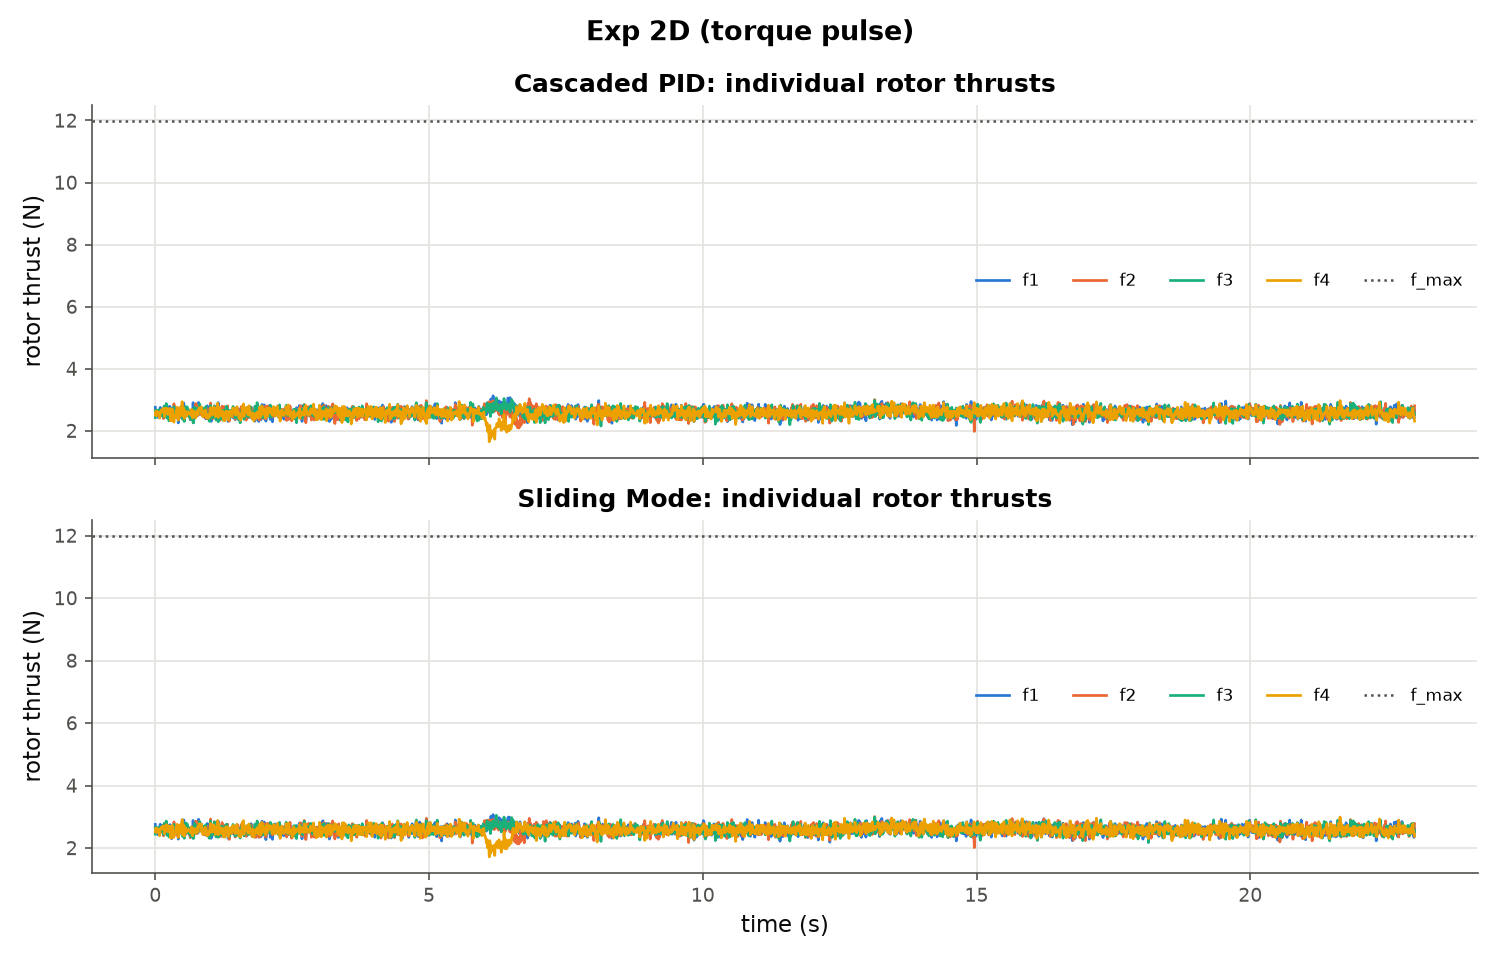 Exp 2D (torque pulse)
Cascaded PID: individual rotor thrusts
12
10
8
6
4
2
rotor thrust (N)
f1 f2 f3 f4 f_max
Sliding Mode: individual rotor thrusts
12
10
8
6
4
2
rotor thrust (N)
f1 f2 f3 f4 f_max
0 5 10 15 20
time (s)